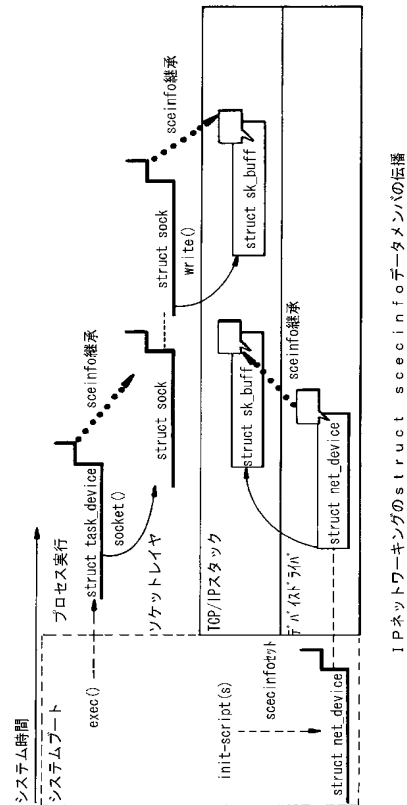 システム時間
システムブート
exec()
プロセス実行
struct task_device
sceinfo継承
socket()
ソケットレイヤ
struct sock
struct sock
sceinfo継承
write()
TCP/IPスタック
struct sk_buff
struct sk_buff
sceinfo継承
デバイスドライバ
struct net_device
init-script(s)
scecinfoセット
struct net_device
IPネットワーキングのstruct scecinfoデータメンバの伝播